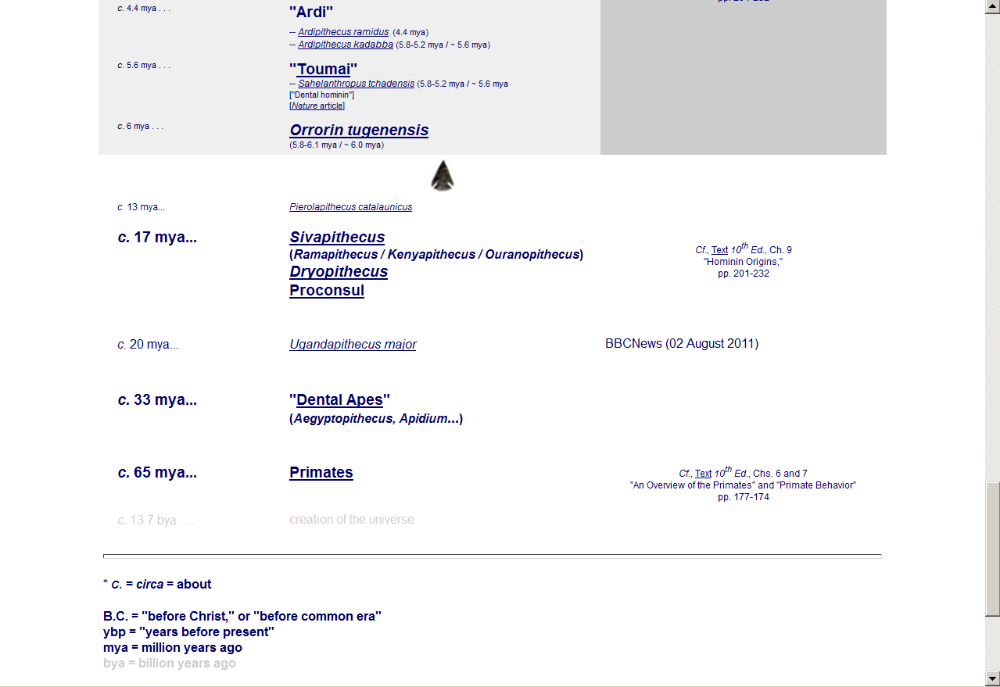 c. 4.4 mya . . .
"Ardi"
-- Ardipithecus ramidus (4.4 mya)
-- Ardipithecus kadabba (5.8-5.2 mya / ~ 5.6 mya)
c. 5.6 mya . . .
"Toumai"
-- Sahelanthropus tchadensis (5.8-5.2 mya / ~ 5.6 mya
["Dental hominin"]
[Nature article]
c. 6 mya . . .
Orrorin tugenensis
(5.8-6.1 mya / ~ 6.0 mya)
c. 13 mya...
Pierolapithecus catalaunicus
c. 17 mya...
Sivapithecus
(Ramapithecus / Kenyapithecus / Ouranopithecus)
Dryopithecus
Proconsul
Cf., Text 10th Ed., Ch. 9
"Hominin Origins,"
pp. 201-232
c. 20 mya...
Ugandapithecus major
BBCNews (02 August 2011)
c. 33 mya...
"Dental Apes"
(Aegyptopithecus, Apidium...)
c. 65 mya...
Primates
Cf., Text 10th Ed., Chs. 6 and 7
"An Overview of the Primates" and "Primate Behavior"
pp. 177-174
c. 13.7 bya . . .
creation of the universe
* C. = circa = about
B.C. = "before Christ," or "before common era"
ybp = "years before present"
mya = million years ago
bya = billion years ago